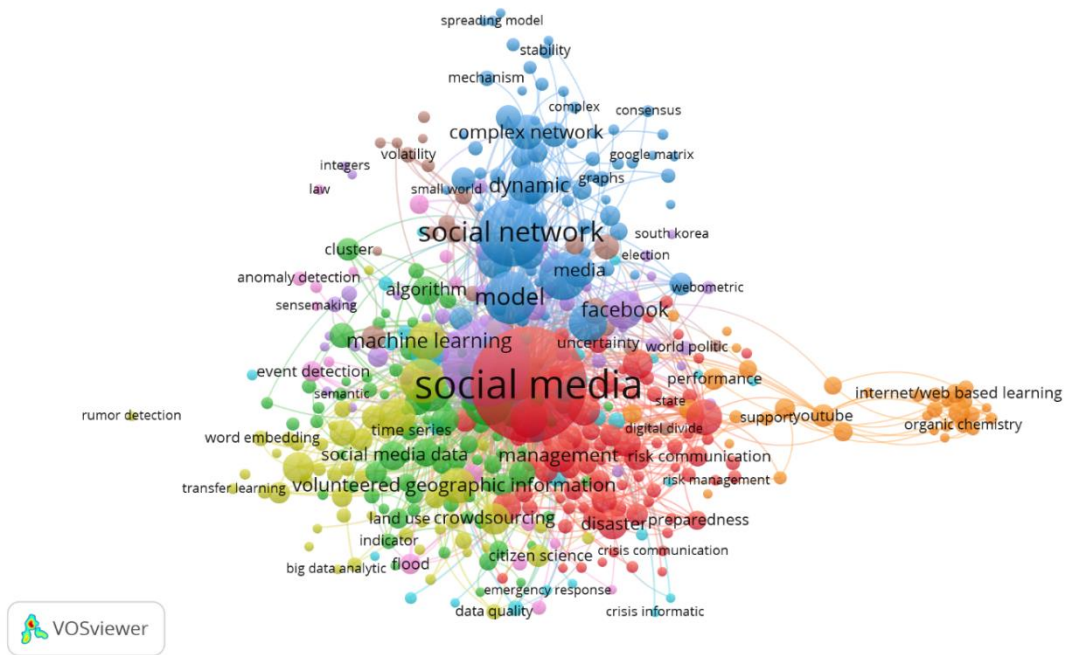 spreading model
stability
mechanism
complex
consensus
complex network
volatility
google matrix
integers
law
small world
dynamic
graphs
social network
south korea
cluster
election
media
anomaly detection
algorithm
webometric
sensemaking
model
facebook
machine learning
uncertainty
world politic
event detection
social media
performance
semantic
state
internet/web based learning
rumor detection
support
youtube
time series
digital divide
organic chemistry
word embedding
social media data
management
risk communication
transfer learning
volunteered geographic information
risk management
land use
crowdsourcing
disaster
preparedness
indicator
citizen science
crisis communication
big data analytic
flood
emergency response
data quality
crisis informatic
VOSviewer